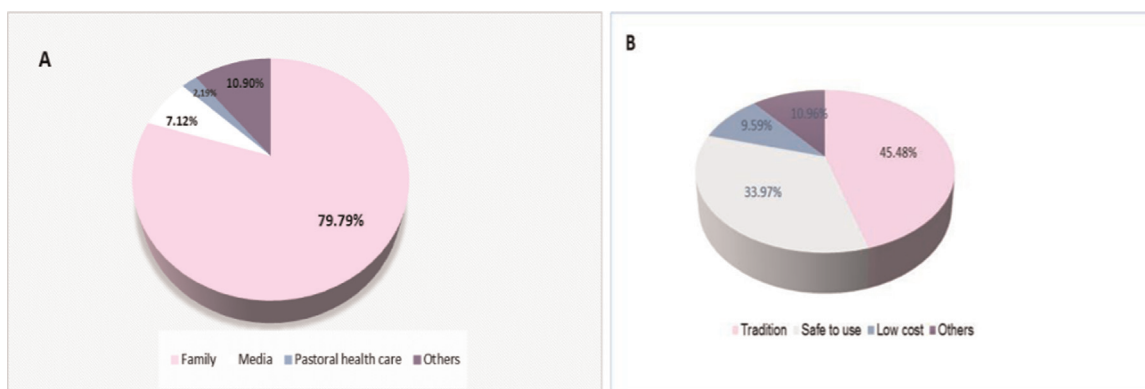 A
10.90%
2,19%
7.12%
79.79%
Family Media Pastoral health care Others
B
10.96%
9.59%
45.48%
33.97%
Tradition Safe to use Low cost Others